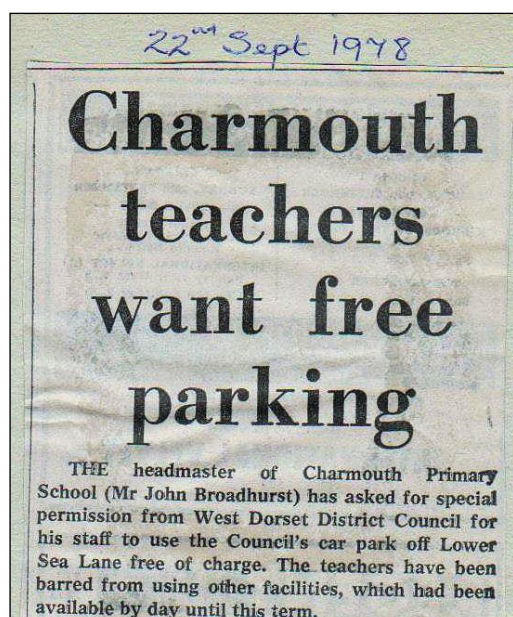 22nd Sept 1978
Charmouth
teachers
want free
parking
THE headmaster of Charmouth Primary
School (Mr John Broadhurst) has asked for special
permission from West Dorset District Council for
his staff to use the Council's car park off Lower
Sea Lane free of charge. The teachers have been
barred from using other facilities, which had been
available by day until this term.